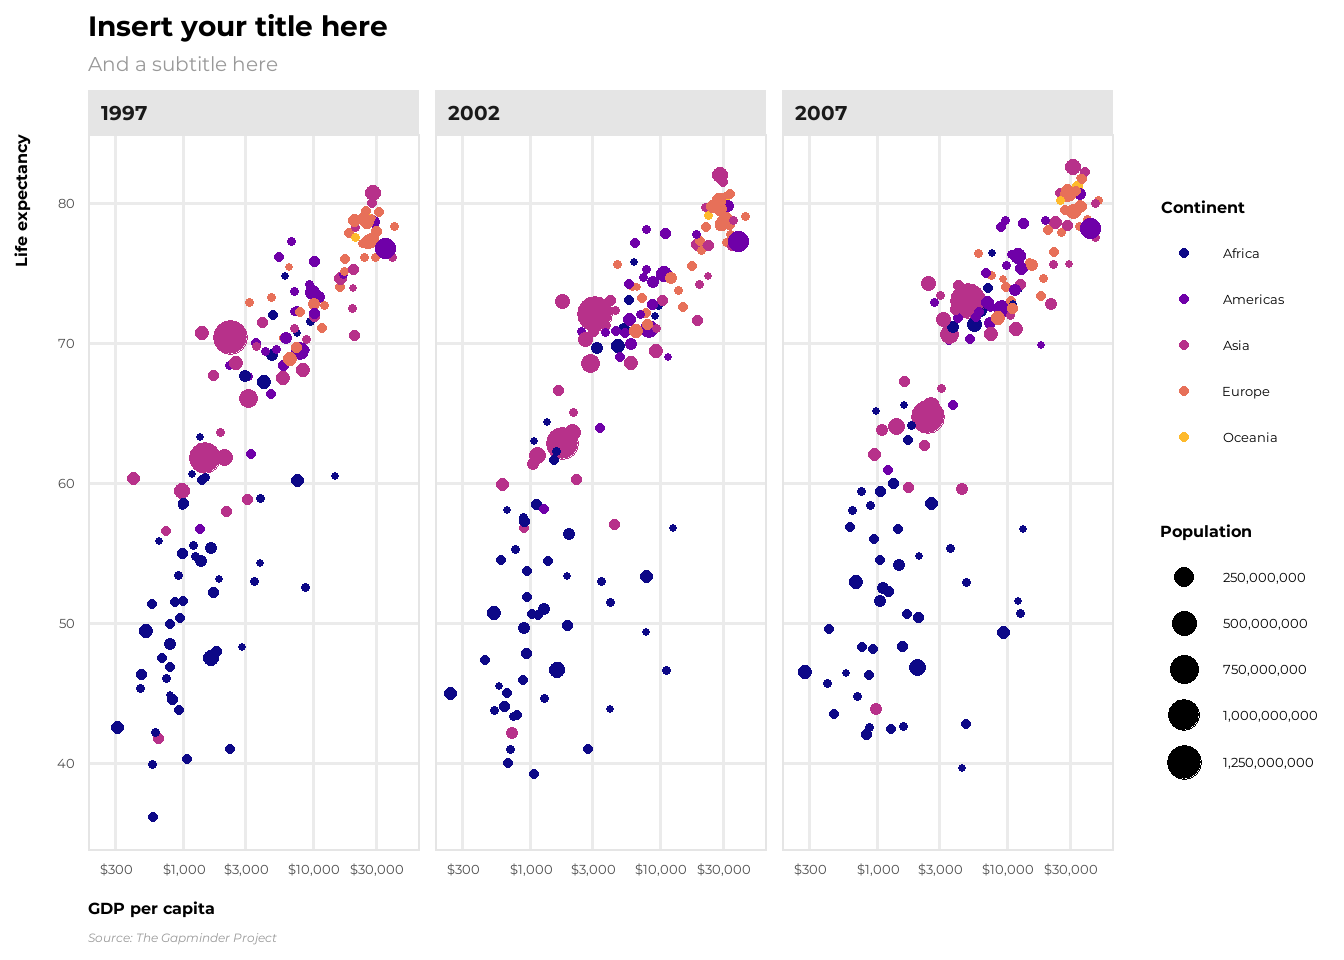 Insert your title here
And a subtitle here
1997
2002
2007
Life expectancy
80
70
60
50
40
$300 $1,000 $3,000 $10,000 $30,000
$300 $1,000 $3,000 $10,000 $30,000
$300 $1,000 $3,000 $10,000 $30,000
GDP per capita
Source: The Gapminder Project
Continent
Africa
Americas
Asia
Europe
Oceania
Population
250,000,000
500,000,000
750,000,000
1,000,000,000
1,250,000,000